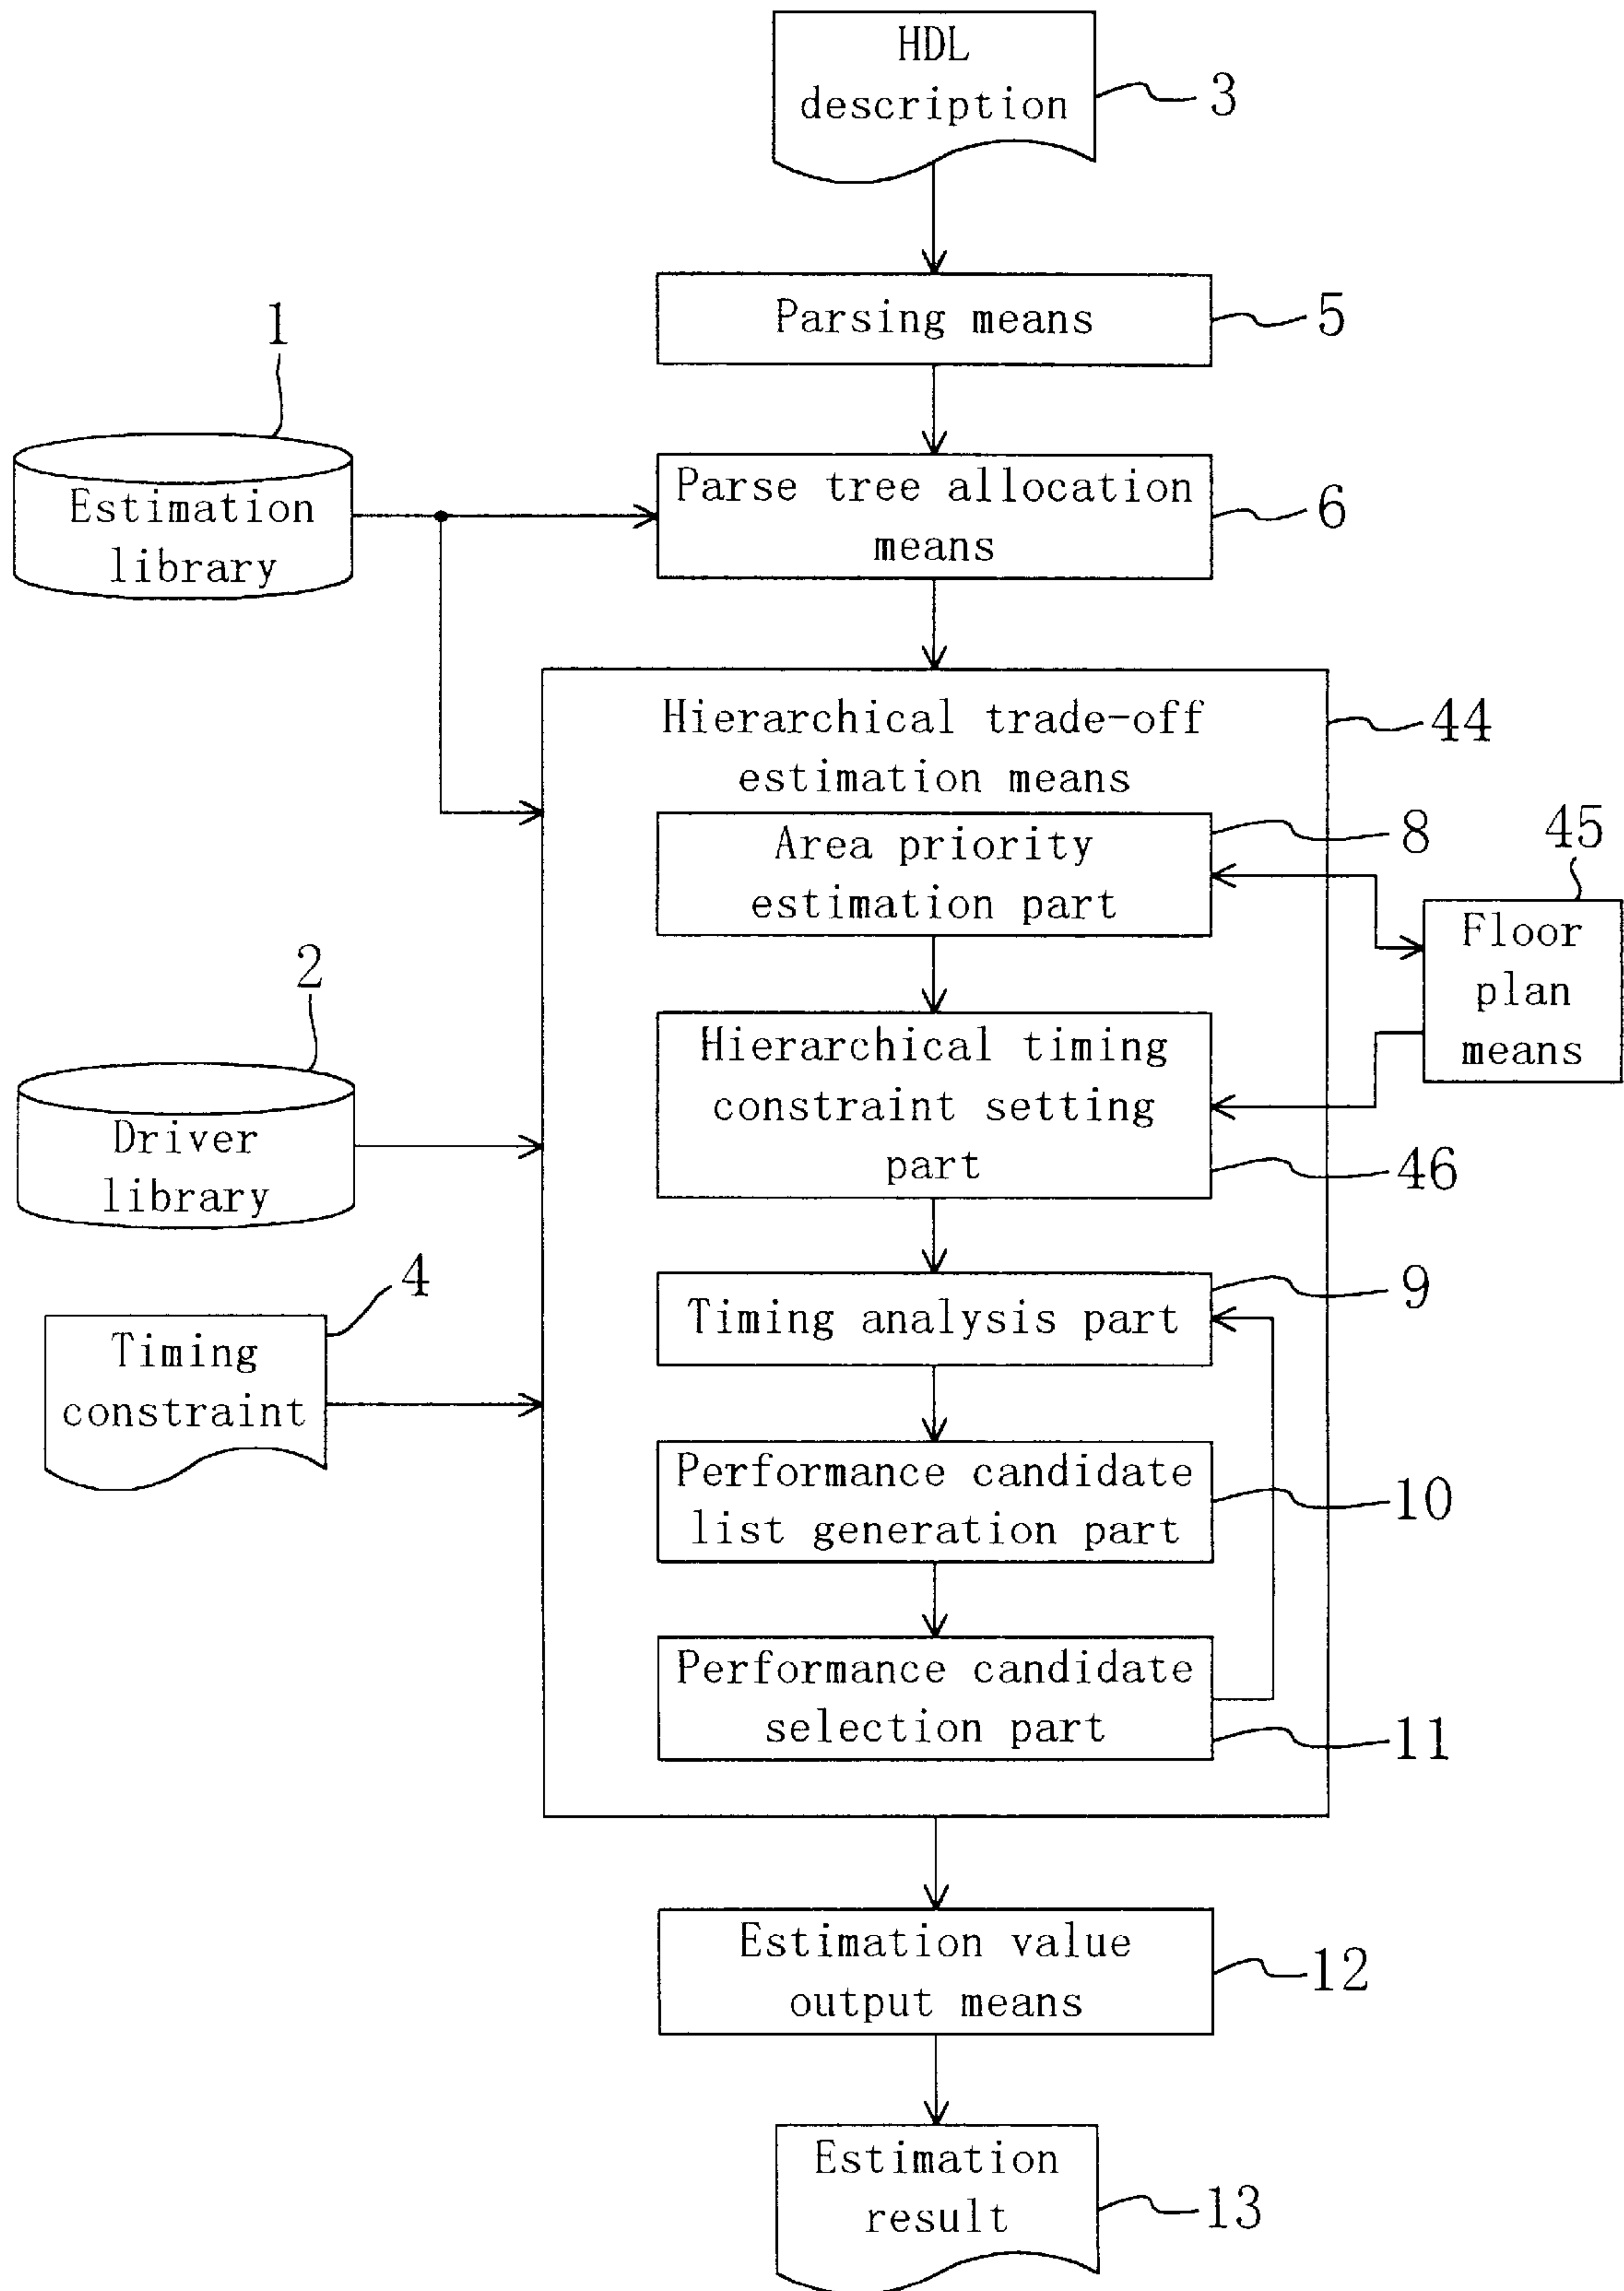 HDL
description
3
Parsing means
5
1
Estimation
library
Parse tree allocation
means
6
Hierarchical trade-off
estimation means
44
Area priority
estimation part
8
45
Floor
plan
means
2
Driver
library
Hierarchical timing
constraint setting
part
46
4
Timing
constraint
Timing analysis part
9
Performance candidate
list generation part
10
Performance candidate
selection part
11
Estimation value
output means
12
Estimation
result
13